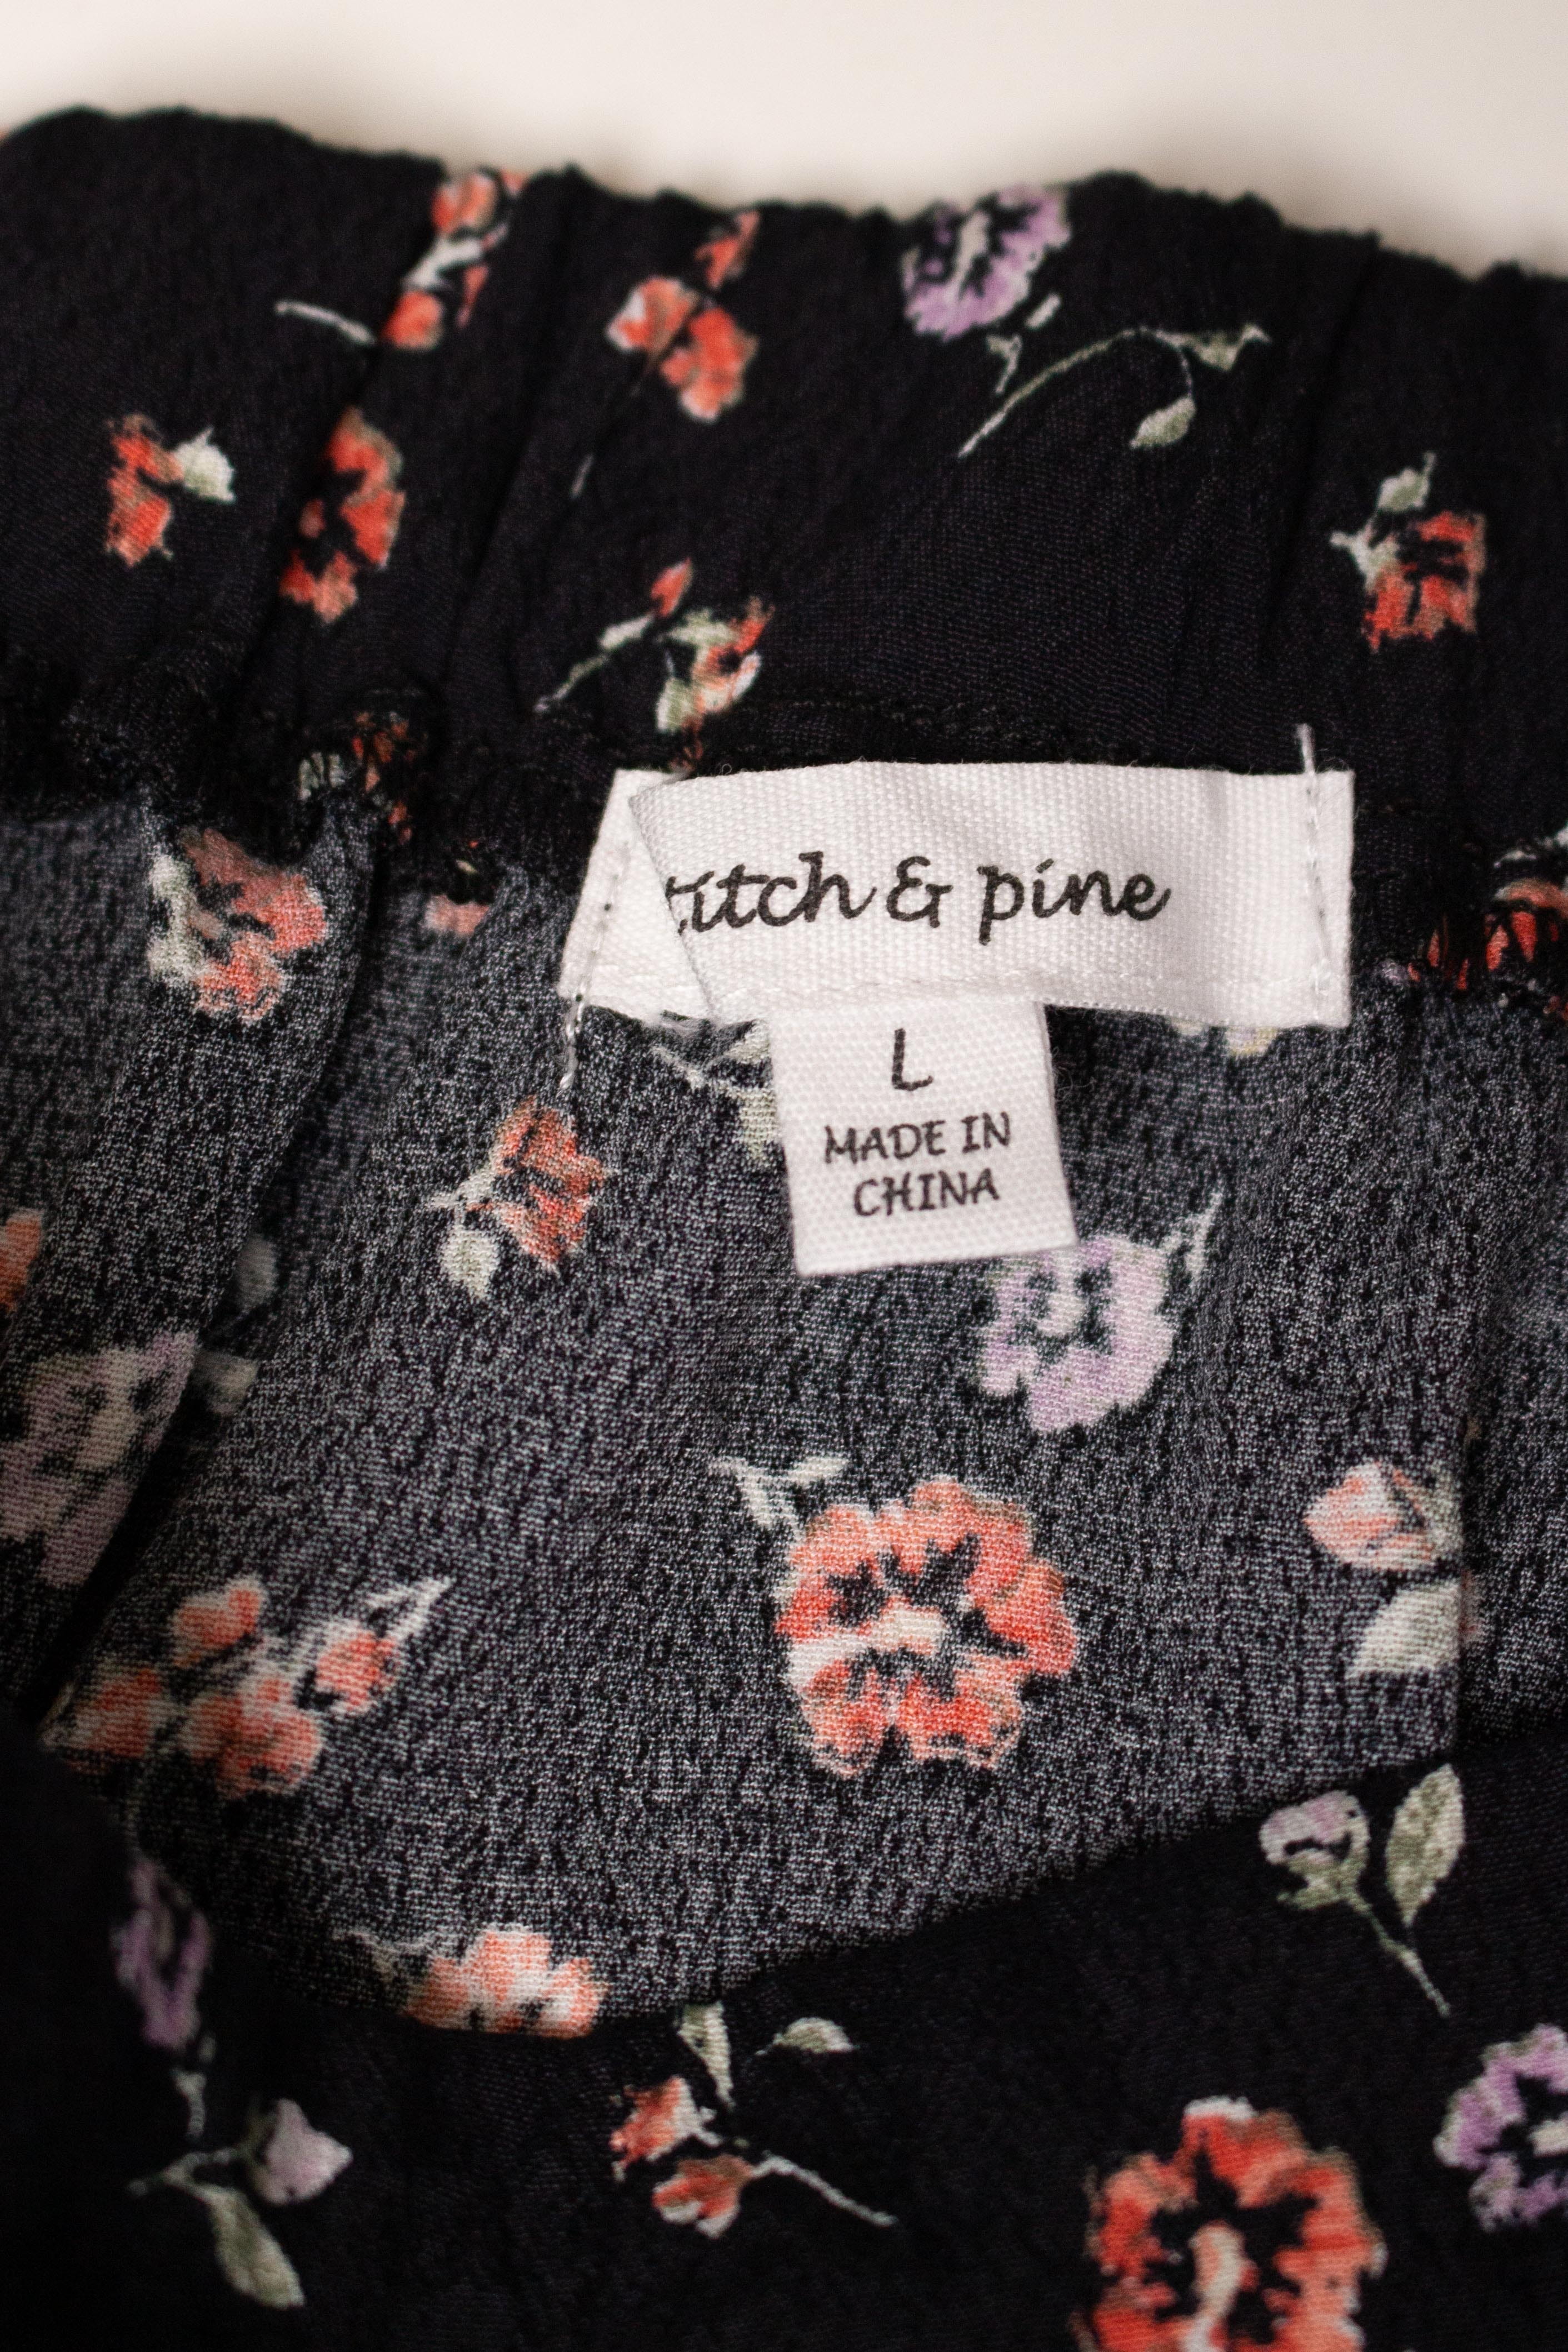 titch & pine
L
MADE IN
CHINA